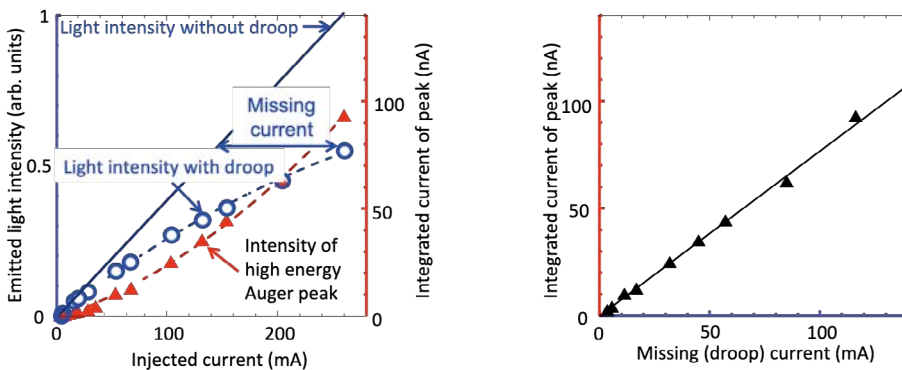 Emitted light intensity (arb. units)
1
0.5
0
Light intensity without droop
Missing
current
Light intensity with droop
Intensity of
high energy
Auger peak
0
100
200
Injected current (mA)
100
50
0
Integrated current of peak (nA)
Integrated current of peak (nA)
100
50
0
0
50
100
Missing (droop) current (mA)